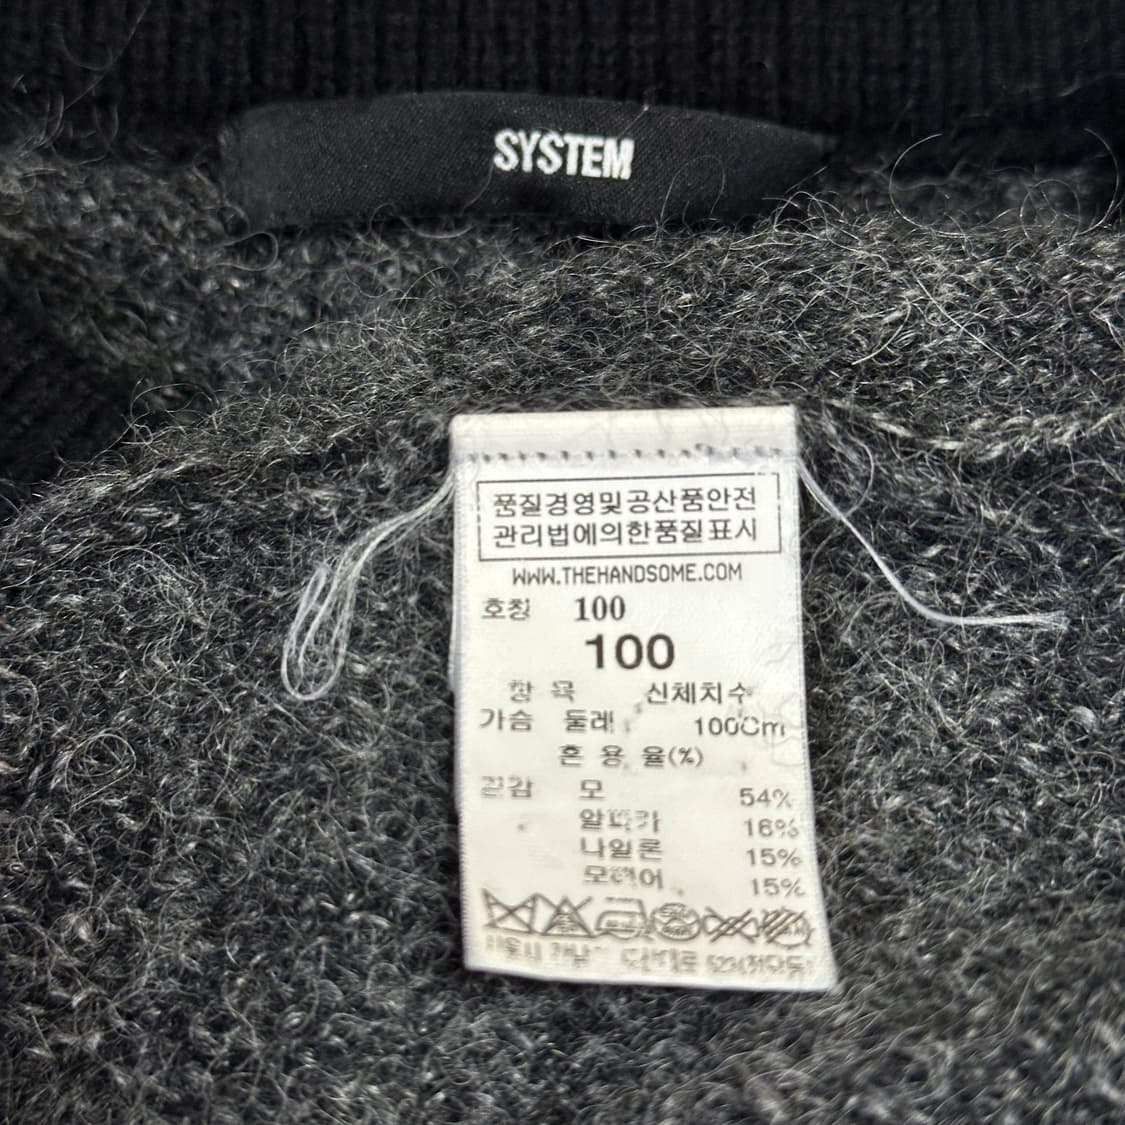 SYSTEM
품질경영및공산품안전
관리법에의한품질표시
WWW.THEHANDSOME.COM
호칭 100
100
항 목 신체치수
가슴 둘레 100Cm
혼 용 율(%)
겉감 모 54%
알파카 16%
나일론 15%
모헤어 15%